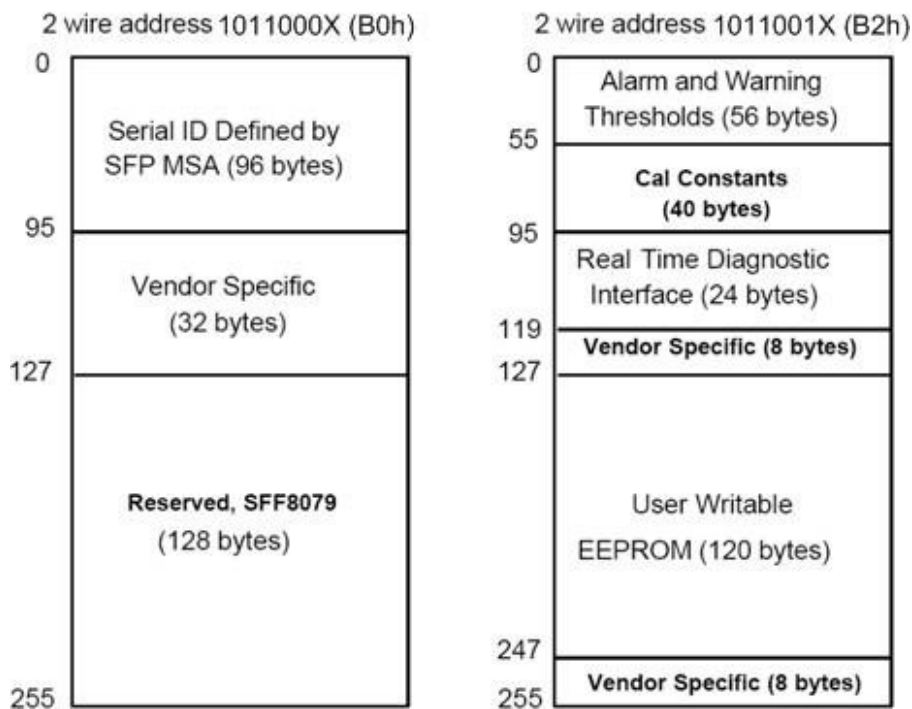 2 wire address 1011000X (B0h)
0
Serial ID Defined by
SFP MSA (96 bytes)
95
Vendor Specific
(32 bytes)
127
Reserved, SFF8079
(128 bytes)
255
2 wire address 1011001X (B2h)
0
Alarm and Warning
Thresholds (56 bytes)
55
Cal Constants
(40 bytes)
95
Real Time Diagnostic
Interface (24 bytes)
119
Vendor Specific (8 bytes)
127
User Writable
EEPROM (120 bytes)
247
Vendor Specific (8 bytes)
255